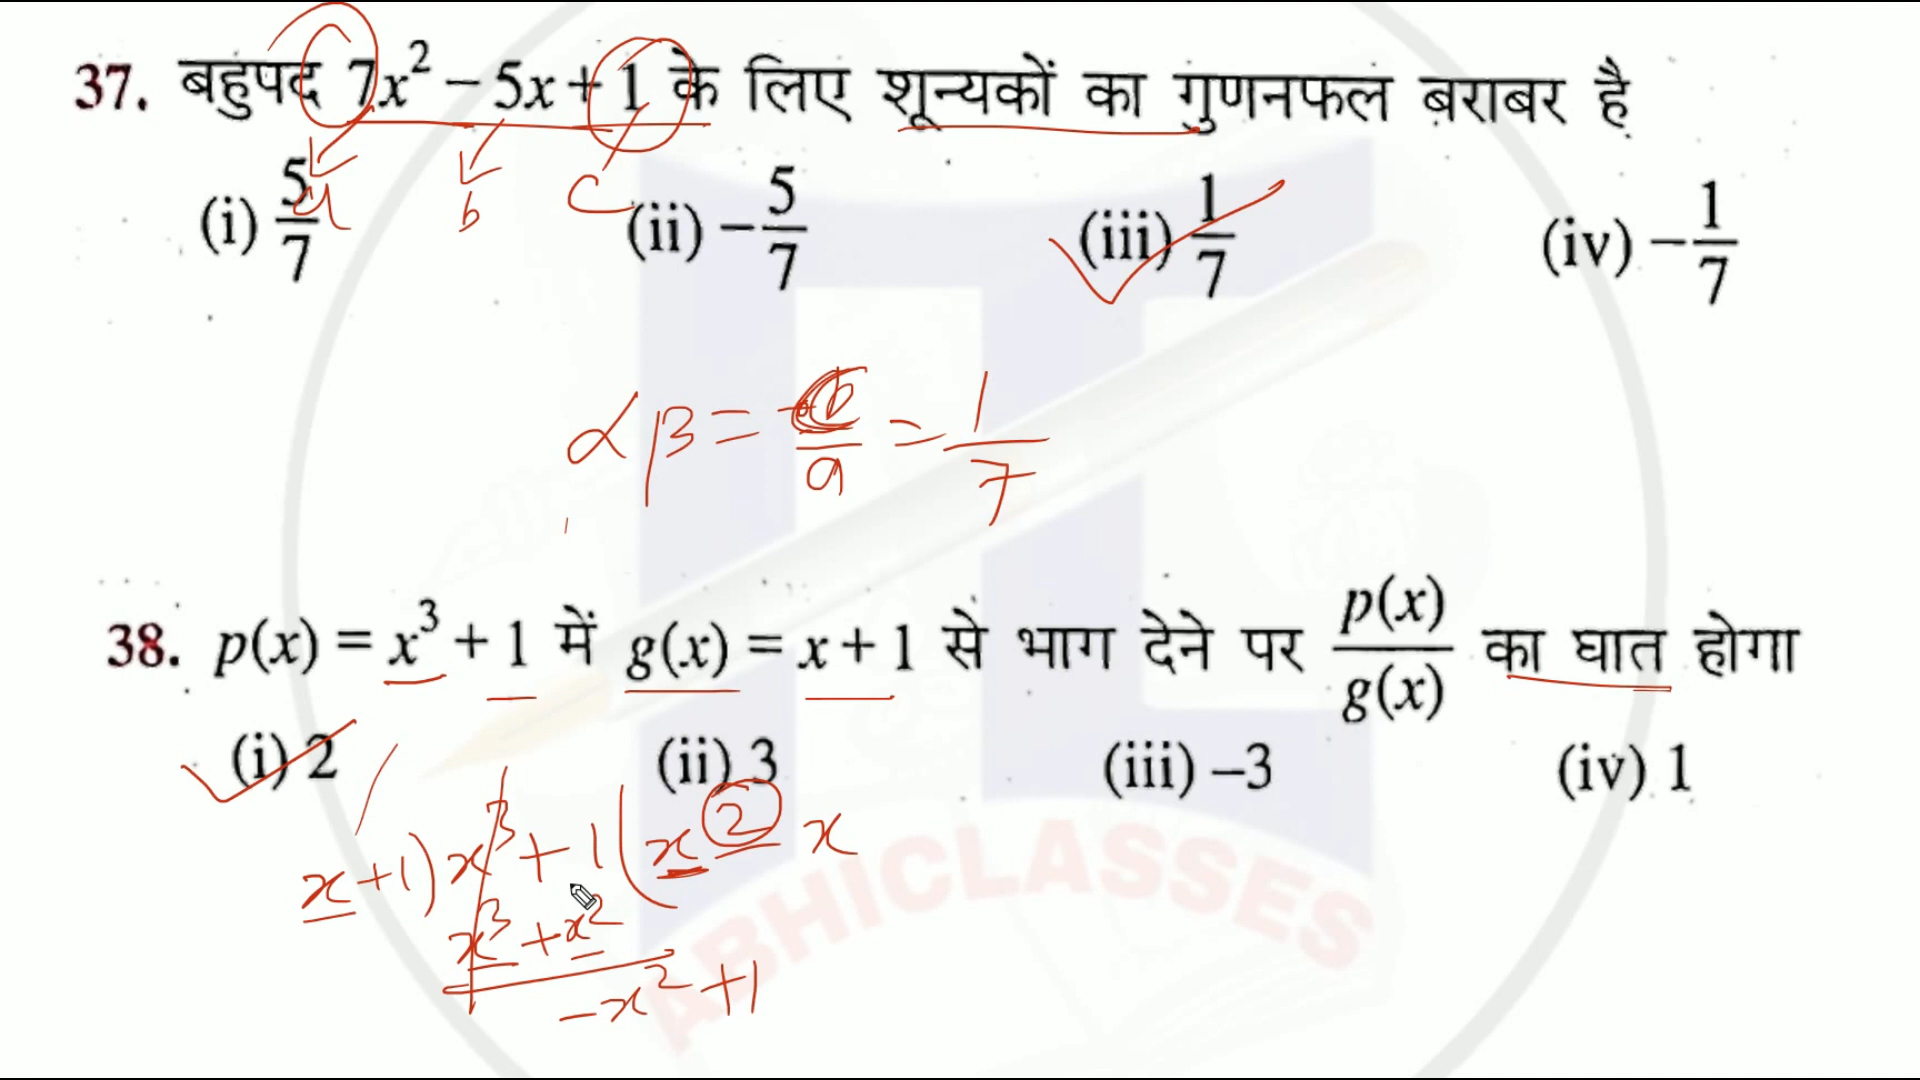 37. बहुपद 7x² − 5x + 1 के लिए शून्यकों का गुणनफल बराबर है
a b c
(i) 5/7 (ii) −5/7 (iii) 1/7 (iv) −1/7
αβ = c/a = 1/7
38. p(x) = x³ + 1 में g(x) = x + 1 से भाग देने पर p(x)/g(x) का घात होगा
(i) 2 (ii) 3 (iii) −3 (iv) 1
x+1) x³+1 (x² x
x³+x²
−x²+1
ABHICLASSES